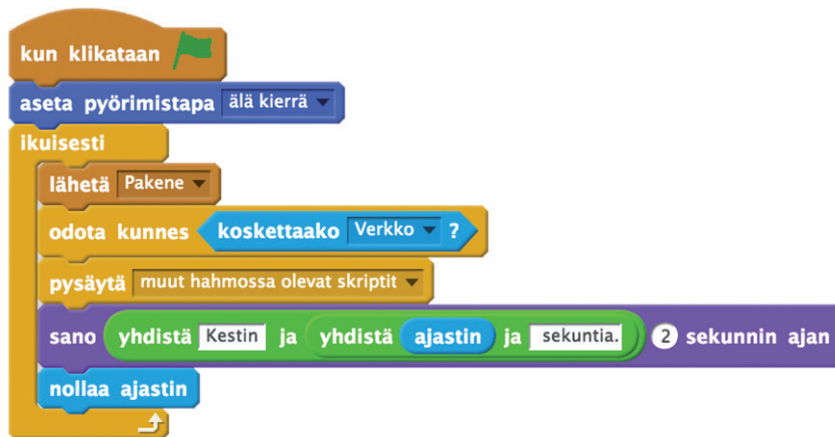 kun klikataan
aseta pyörimistapa älä kierrä
ikuisesti
lähetä Pakene
odota kunnes koskettaako Verkko ?
pysäytä muut hahmossa olevat skriptit
sano yhdistä Kestin ja yhdistä ajastin ja sekuntia. 2 sekunnin ajan
nollaa ajastin